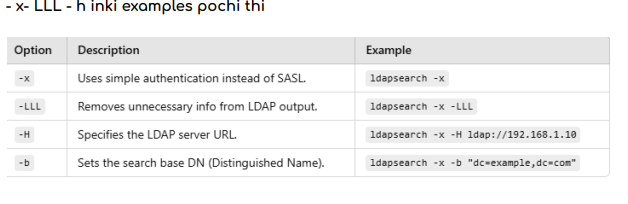 - x- LLL - h inki examples pochi thi
Option Description Example
-x Uses simple authentication instead of SASL. ldapsearch -x
-LLL Removes unnecessary info from LDAP output. ldapsearch -x -LLL
-H Specifies the LDAP server URL. ldapsearch -x -H ldap://192.168.1.10
-b Sets the search base DN (Distinguished Name). ldapsearch -x -b "dc=example,dc=com"